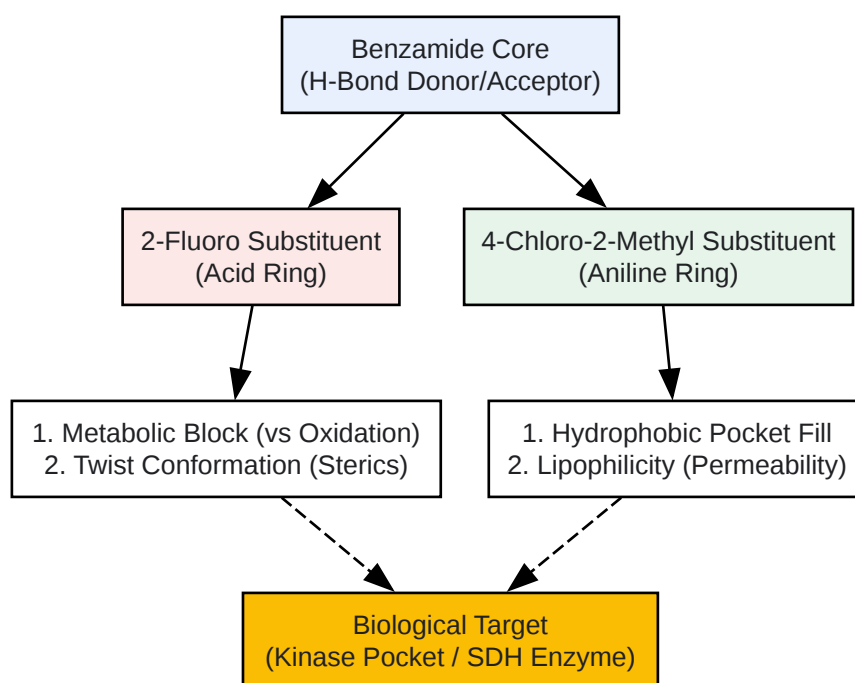 Benzamide Core
(H-Bond Donor/Acceptor)
2-Fluoro Substituent
(Acid Ring)
4-Chloro-2-Methyl Substituent
(Aniline Ring)
1. Metabolic Block (vs Oxidation)
2. Twist Conformation (Sterics)
1. Hydrophobic Pocket Fill
2. Lipophilicity (Permeability)
Biological Target
(Kinase Pocket / SDH Enzyme)